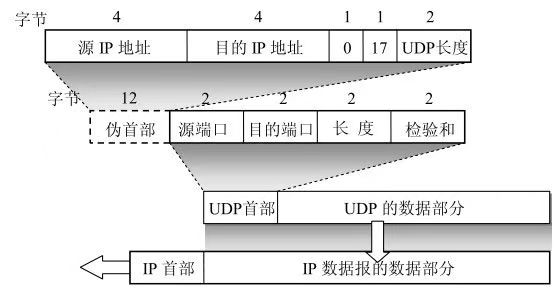 字节 4 4 1 1 2
源 IP 地址 目的 IP 地址 0 17 UDP长度
字节 12 2 2 2 2
伪首部 源端口 目的端口 长 度 检验和
UDP首部 UDP 的数据部分
IP 首部 IP 数据报的数据部分